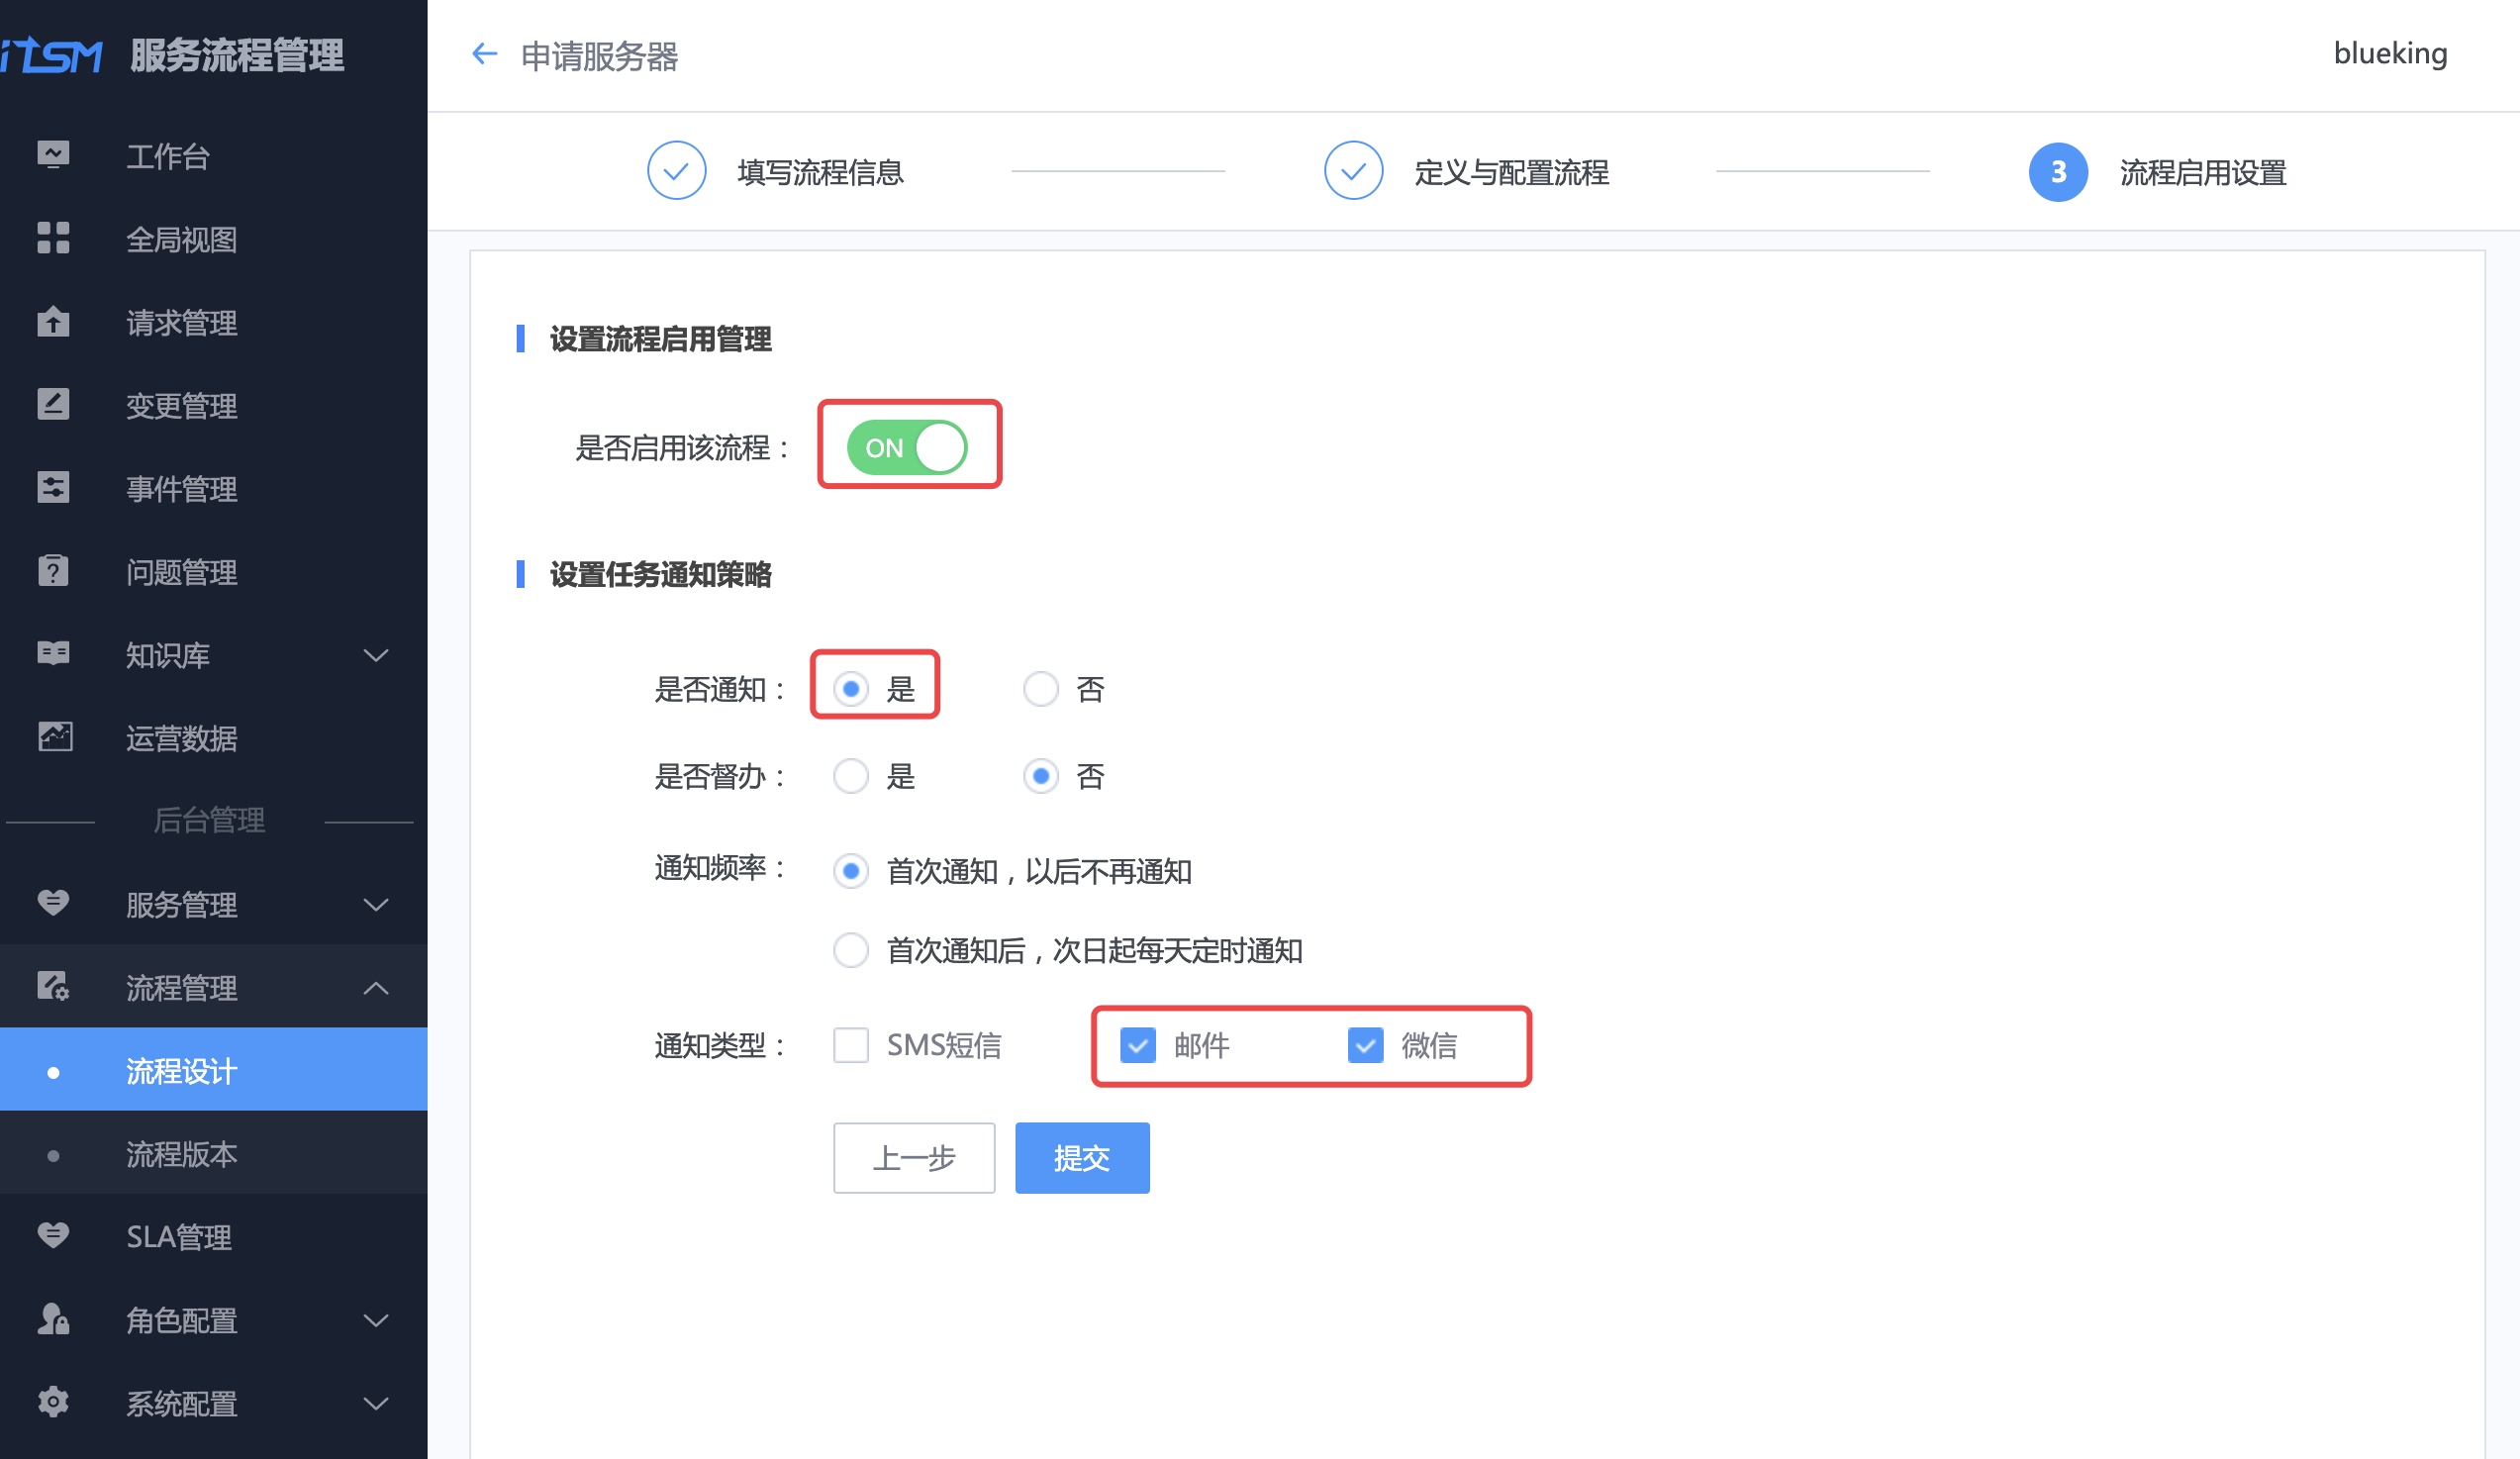 iTSM 服务流程管理
工作台
全局视图
请求管理
变更管理
事件管理
问题管理
知识库
运营数据
后台管理
服务管理
流程管理
流程设计
流程版本
SLA管理
角色配置
系统配置
申请服务器
blueking
填写流程信息
定义与配置流程
3 流程启用设置
设置流程启用管理
是否启用该流程： ON
设置任务通知策略
是否通知： 是 否
是否督办： 是 否
通知频率： 首次通知，以后不再通知
首次通知后，次日起每天定时通知
通知类型： SMS短信 邮件 微信
上一步 提交